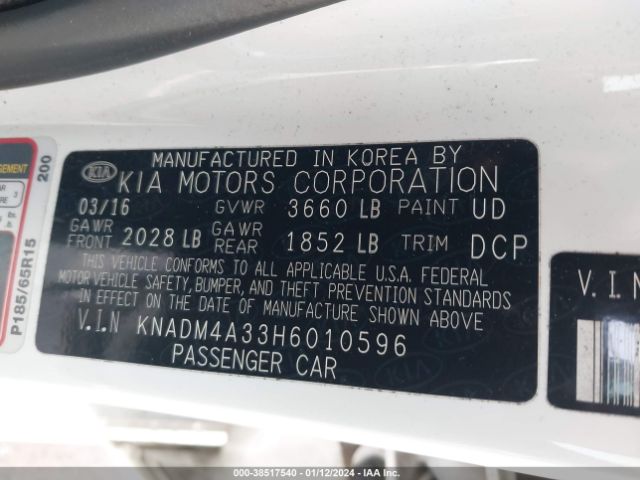 GEMENT
200
P185/65R15
KIA
MANUFACTURED IN KOREA BY
KIA MOTORS CORPORATION
03/16 GVWR 3660 LB PAINT UD
GAWR FRONT 2028 LB GAWR REAR 1852 LB TRIM DCP
THIS VEHICLE CONFORMS TO ALL APPLICABLE U.S.A. FEDERAL
MOTOR VEHICLE SAFETY, BUMPER, AND THEFT PREVENTION STANDARDS
IN EFFECT ON THE DATE OF MANUFACTURE SHOWN ABOVE
V.I.N KNADM4A33H6010596
PASSENGER CAR
V.I.N
000-38517540 - 01/12/2024 - IAA Inc.